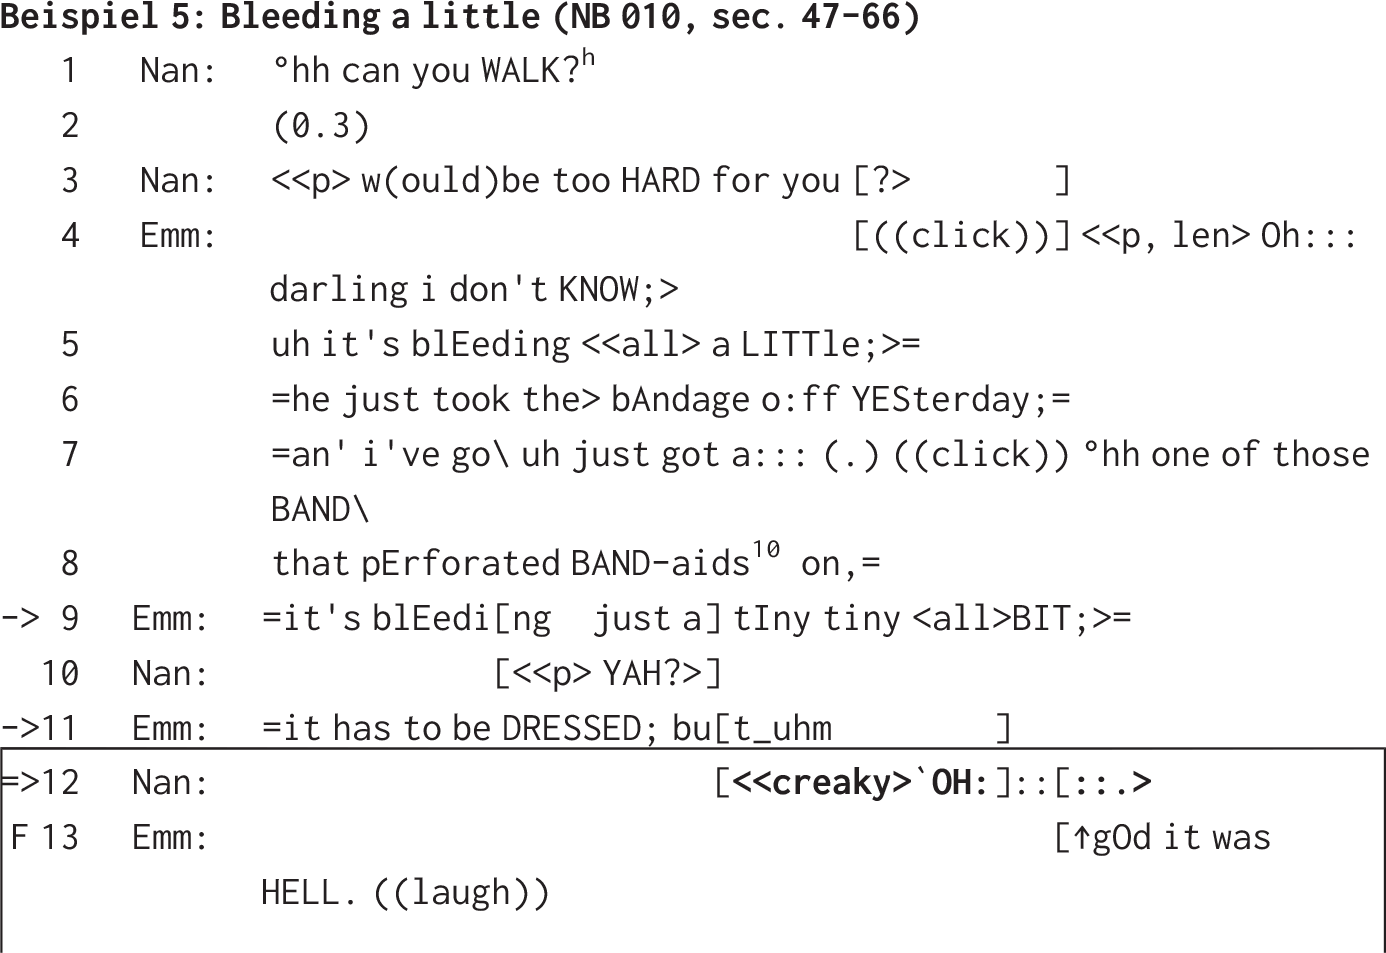 Beispiel 5: Bleeding a little (NB 010, sec. 47–66)
1 Nan: °hh can you WALK?ʰ
2 (0.3)
3 Nan: <<p> w(ould)be too HARD for you [?> ]
4 Emm: [((click))] <<p, len> Oh:::
darling i don't KNOW;>
5 uh it's blEeding <<all> a LITTle;>=
6 =he just took the> bAndage o:ff YESterday;=
7 =an' i've go\ uh just got a::: (.) ((click)) °hh one of those
BAND\
8 that pErforated BAND-aids¹⁰ on,=
-> 9 Emm: =it's blEedi[ng just a] tIny tiny <all>BIT;>=
10 Nan: [<<p> YAH?>]
->11 Emm: =it has to be DRESSED; bu[t_uhm ]
=>12 Nan: [<<creaky>`OH:]::[::.>
F 13 Emm: [↑gOd it was
HELL. ((laugh))